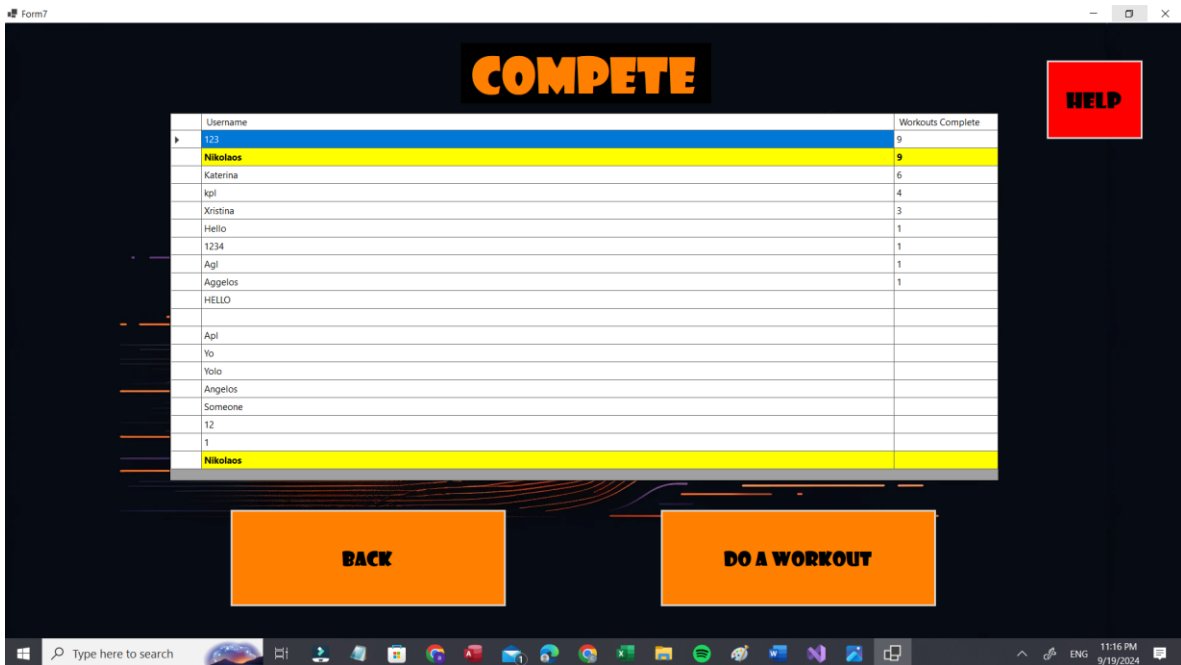 Form7
COMPETE
HELP
Username Workouts Complete
123 9
Nikolaos 9
Katerina 6
kpl 4
Xristina 3
Hello 1
1234 1
Agl 1
Aggelos 1
HELLO
Apl
Yo
Yolo
Angelos
Someone
12
1
Nikolaos
BACK DO A WORKOUT
Type here to search ENG 11:16 PM
9/19/2024